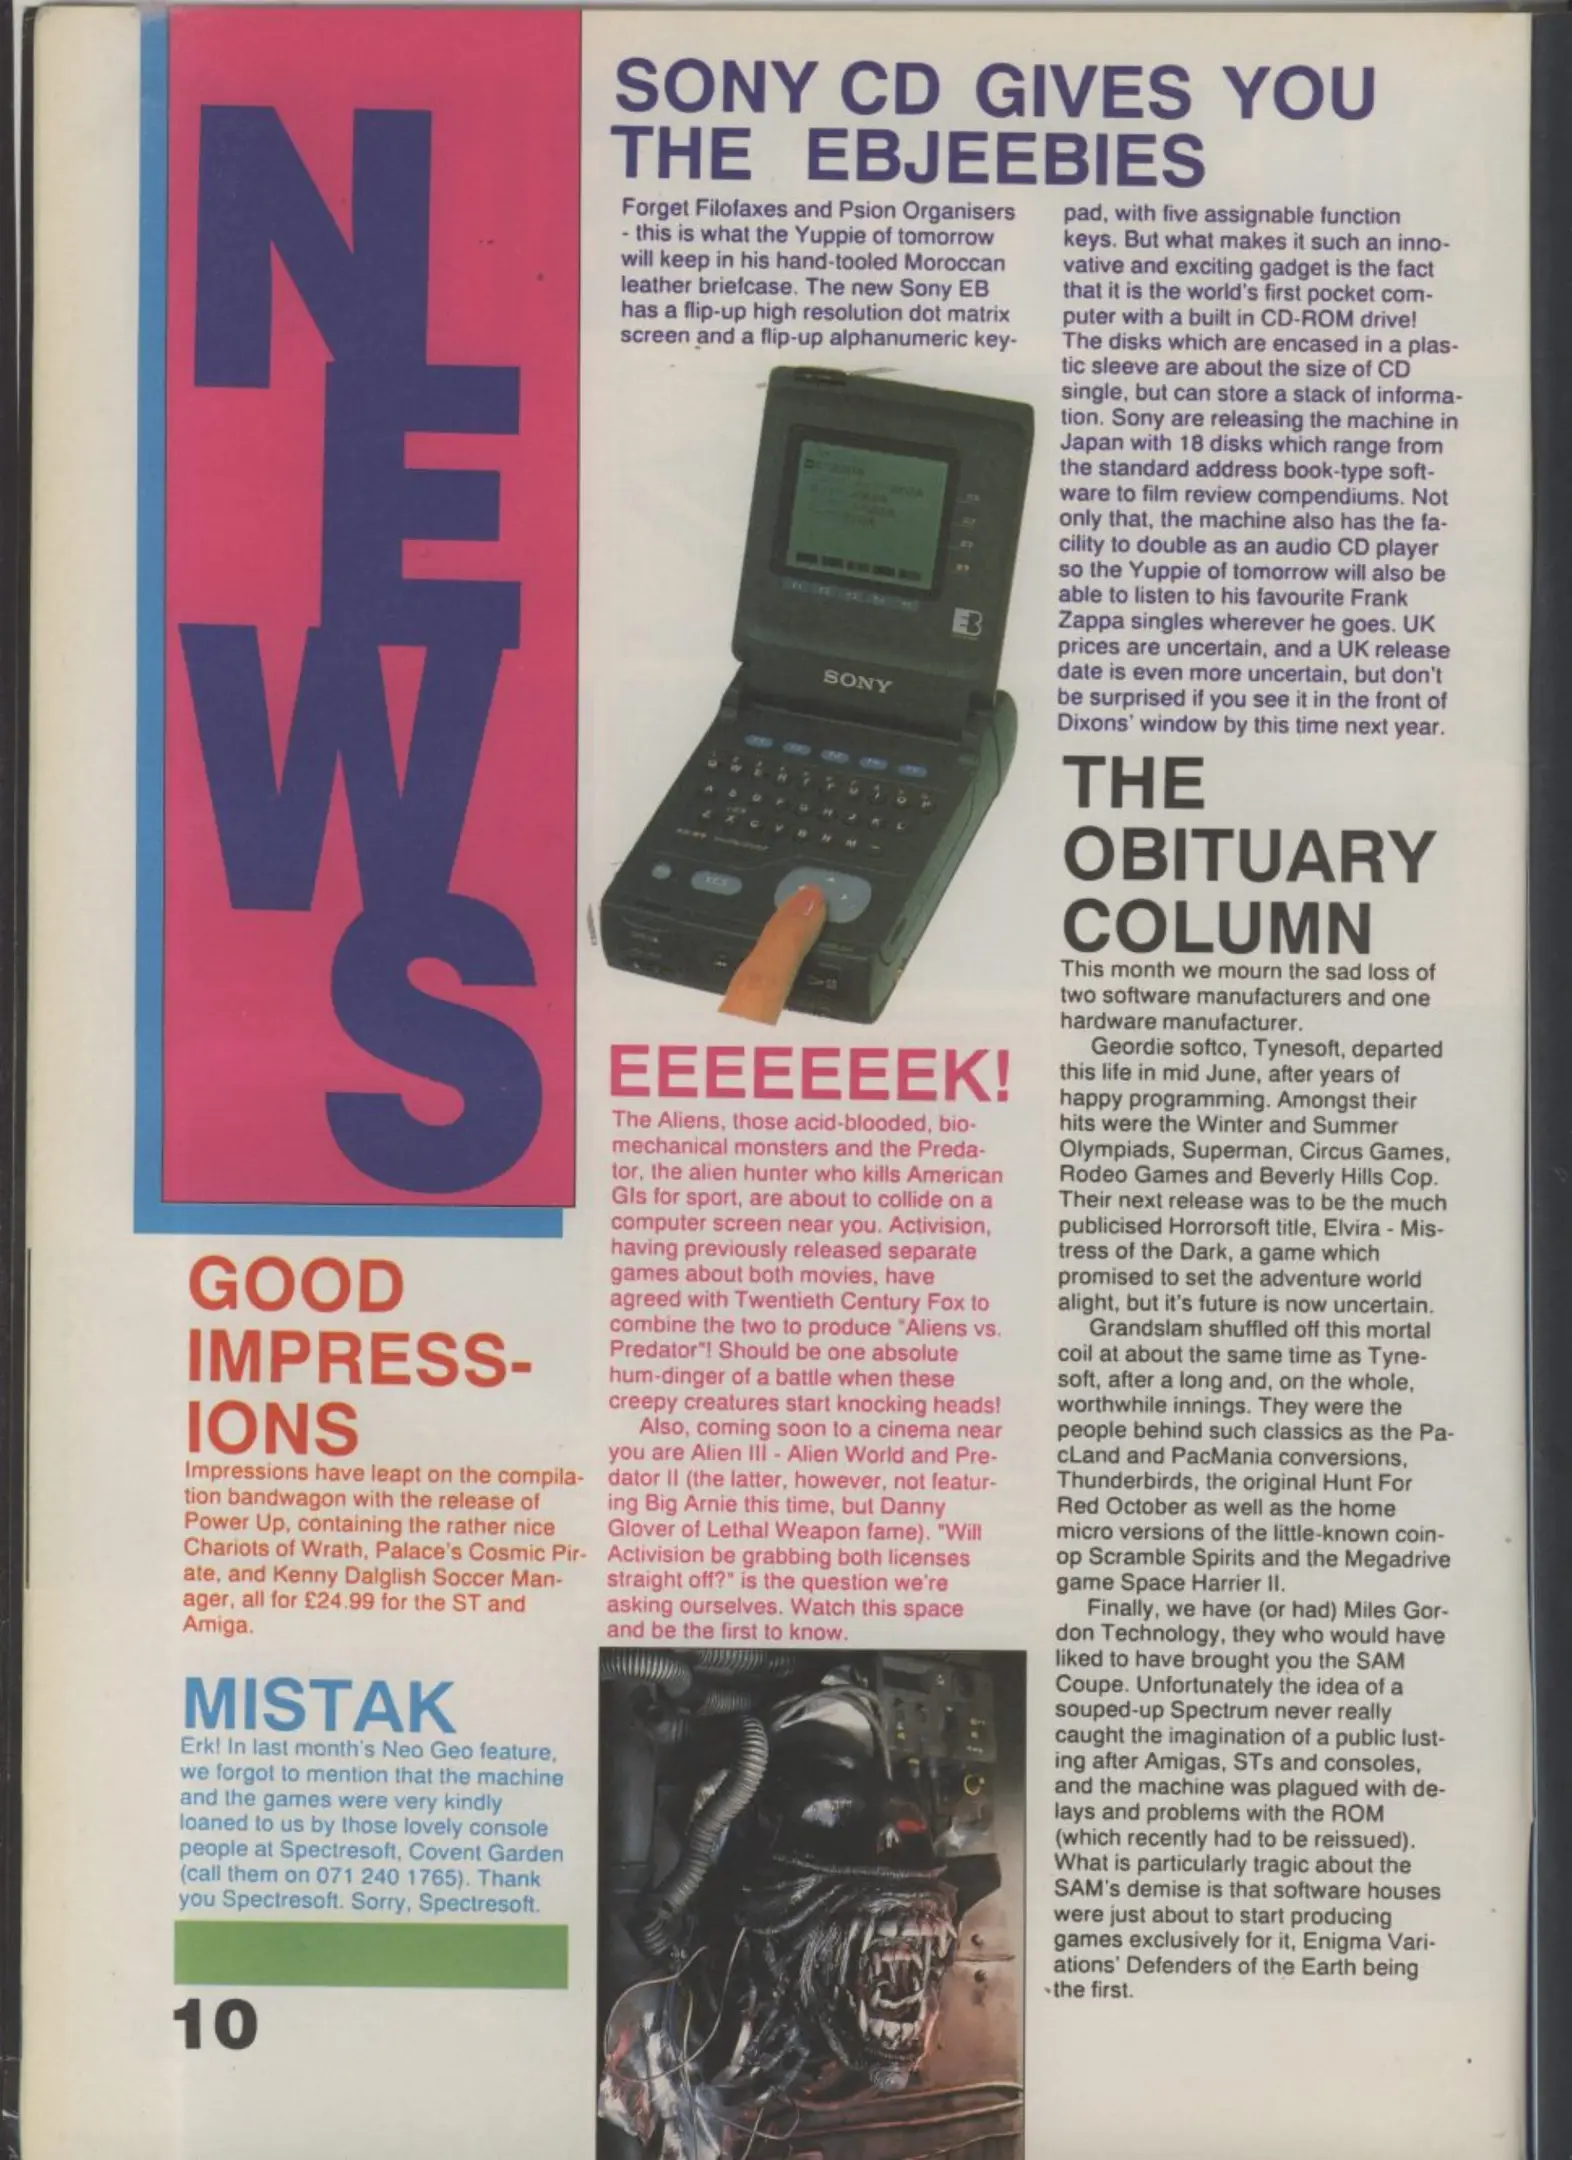 NEWS
SONY CD GIVES YOU
THE EBJEEBIES
Forget Filofaxes and Psion Organisers
- this is what the Yuppie of tomorrow
will keep in his hand-tooled Moroccan
leather briefcase. The new Sony EB
has a flip-up high resolution dot matrix
screen and a flip-up alphanumeric key-
pad, with five assignable function
keys. But what makes it such an inno-
vative and exciting gadget is the fact
that it is the world's first pocket com-
puter with a built in CD-ROM drive!
The disks which are encased in a plas-
tic sleeve are about the size of CD
single, but can store a stack of informa-
tion. Sony are releasing the machine in
Japan with 18 disks which range from
the standard address book-type soft-
ware to film review compendiums. Not
only that, the machine also has the fa-
cility to double as an audio CD player
so the Yuppie of tomorrow will also be
able to listen to his favourite Frank
Zappa singles wherever he goes. UK
prices are uncertain, and a UK release
date is even more uncertain, but don't
be surprised if you see it in the front of
Dixons' window by this time next year.
EB
SONY
YES
EEEEEEEK!
The Aliens, those acid-blooded, bio-
mechanical monsters and the Preda-
tor, the alien hunter who kills American
GIs for sport, are about to collide on a
computer screen near you. Activision,
having previously released separate
games about both movies, have
agreed with Twentieth Century Fox to
combine the two to produce "Aliens vs.
Predator"! Should be one absolute
hum-dinger of a battle when these
creepy creatures start knocking heads!
Also, coming soon to a cinema near
you are Alien III - Alien World and Pre-
dator II (the latter, however, not featur-
ing Big Arnie this time, but Danny
Glover of Lethal Weapon fame). "Will
Activision be grabbing both licenses
straight off?" is the question we're
asking ourselves. Watch this space
and be the first to know.
THE
OBITUARY
COLUMN
This month we mourn the sad loss of
two software manufacturers and one
hardware manufacturer.
Geordie softco, Tynesoft, departed
this life in mid June, after years of
happy programming. Amongst their
hits were the Winter and Summer
Olympiads, Superman, Circus Games,
Rodeo Games and Beverly Hills Cop.
Their next release was to be the much
publicised Horrorsoft title, Elvira - Mis-
tress of the Dark, a game which
promised to set the adventure world
alight, but it's future is now uncertain.
Grandslam shuffled off this mortal
coil at about the same time as Tyne-
soft, after a long and, on the whole,
worthwhile innings. They were the
people behind such classics as the Pa-
cLand and PacMania conversions,
Thunderbirds, the original Hunt For
Red October as well as the home
micro versions of the little-known coin-
op Scramble Spirits and the Megadrive
game Space Harrier II.
Finally, we have (or had) Miles Gor-
don Technology, they who would have
liked to have brought you the SAM
Coupe. Unfortunately the idea of a
souped-up Spectrum never really
caught the imagination of a public lust-
ing after Amigas, STs and consoles,
and the machine was plagued with de-
lays and problems with the ROM
(which recently had to be reissued).
What is particularly tragic about the
SAM's demise is that software houses
were just about to start producing
games exclusively for it, Enigma Vari-
ations' Defenders of the Earth being
the first.
GOOD
IMPRESS-
IONS
Impressions have leapt on the compila-
tion bandwagon with the release of
Power Up, containing the rather nice
Chariots of Wrath, Palace's Cosmic Pir-
ate, and Kenny Dalglish Soccer Man-
ager, all for £24.99 for the ST and
Amiga.
MISTAK
Erk! In last month's Neo Geo feature,
we forgot to mention that the machine
and the games were very kindly
loaned to us by those lovely console
people at Spectresoft, Covent Garden
(call them on 071 240 1765). Thank
you Spectresoft. Sorry, Spectresoft.
10